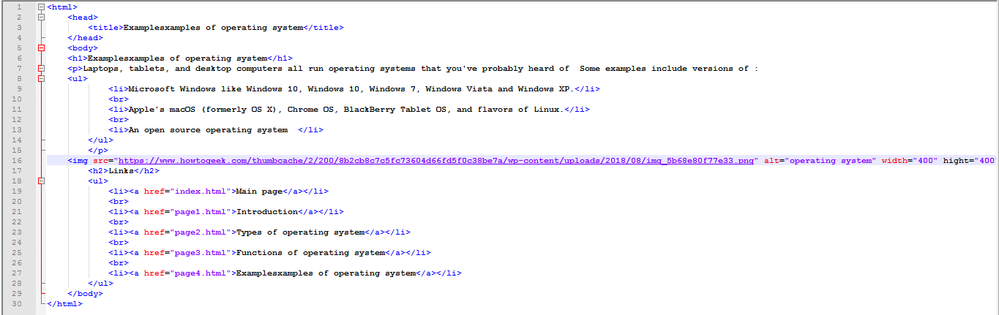 1 <html>
2 <head>
3 <title>Examplesxamples of operating system</title>
4 </head>
5 <body>
6 <h1>Examplesxamples of operating system</h1>
7 <p>Laptops, tablets, and desktop computers all run operating systems that you've probably heard of  Some examples include versions of :
8 <ul>
9 <li>Microsoft Windows like Windows 10, Windows 10, Windows 7, Windows Vista and Windows XP.</li>
10 <br>
11 <li>Apple's macOS (formerly OS X), Chrome OS, BlackBerry Tablet OS, and flavors of Linux.</li>
12 <br>
13 <li>An open source operating system  </li>
14 </ul>
15 </p>
16 <img src="https://www.howtogeek.com/thumbcache/2/200/8b2cb8c7c5fc73604d66fd5f0c38be7a/wp-content/uploads/2018/08/img_5b68e80f77e33.png" alt="operating system" width="400" hight="400"
17 <h2>Links</h2>
18 <ul>
19 <li><a href="index.html">Main page</a></li>
20 <br>
21 <li><a href="page1.html">Introduction</a></li>
22 <br>
23 <li><a href="page2.html">Types of operating system</a></li>
24 <br>
25 <li><a href="page3.html">Functions of operating system</a></li>
26 <br>
27 <li><a href="page4.html">Examplesxamples of operating system</a></li>
28 </ul>
29 </body>
30 </html>